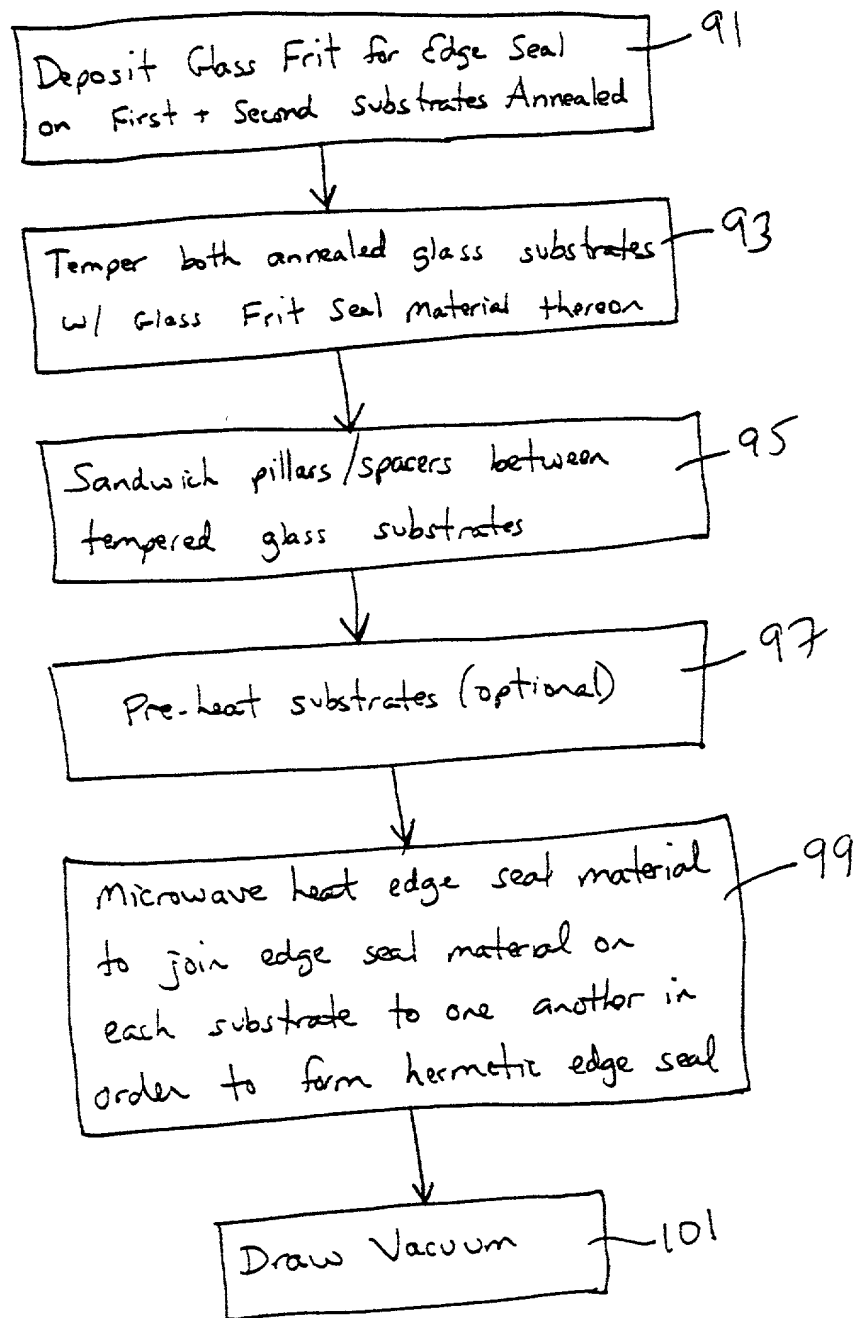 Deposit Glass Frit for Edge Seal
on First + Second substrates Annealed
91
Temper both annealed glass substrates
w/ Glass Frit Seal Material thereon
93
Sandwich pillars/spacers between
tempered glass substrates
95
Pre-heat substrates (optional)
97
Microwave heat edge seal material
to join edge seal material on
each substrate to one another in
order to form hermetic edge seal
99
Draw Vacuum
101